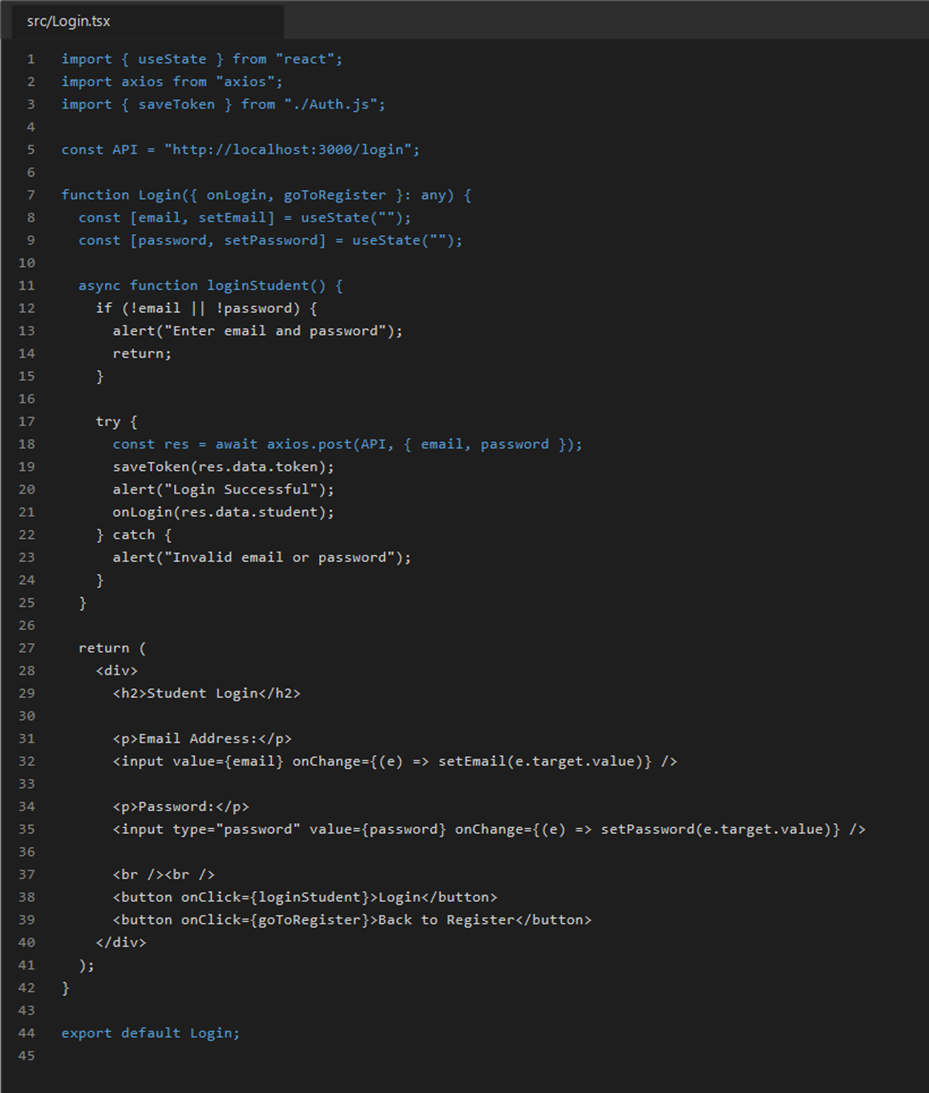 src/Login.tsx
1 import { useState } from "react";
2 import axios from "axios";
3 import { saveToken } from "./Auth.js";
4
5 const API = "http://localhost:3000/login";
6
7 function Login({ onLogin, goToRegister }: any) {
8   const [email, setEmail] = useState("");
9   const [password, setPassword] = useState("");
10
11   async function loginStudent() {
12     if (!email || !password) {
13       alert("Enter email and password");
14       return;
15     }
16
17     try {
18       const res = await axios.post(API, { email, password });
19       saveToken(res.data.token);
20       alert("Login Successful");
21       onLogin(res.data.student);
22     } catch {
23       alert("Invalid email or password");
24     }
25   }
26
27   return (
28     <div>
29       <h2>Student Login</h2>
30
31       <p>Email Address:</p>
32       <input value={email} onChange={(e) => setEmail(e.target.value)} />
33
34       <p>Password:</p>
35       <input type="password" value={password} onChange={(e) => setPassword(e.target.value)} />
36
37       <br /><br />
38       <button onClick={loginStudent}>Login</button>
39       <button onClick={goToRegister}>Back to Register</button>
40     </div>
41   );
42 }
43
44 export default Login;
45